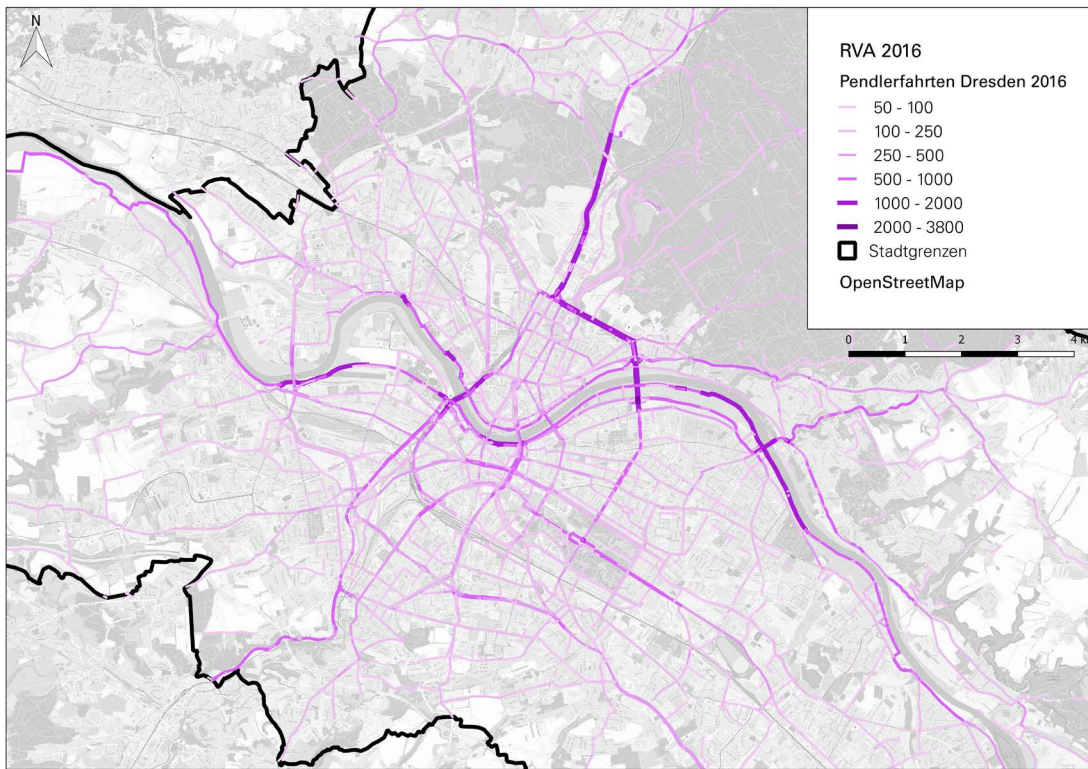 N
RVA 2016
Pendlerfahrten Dresden 2016
50 - 100
100 - 250
250 - 500
500 - 1000
1000 - 2000
2000 - 3800
Stadtgrenzen
OpenStreetMap
0 1 2 3 4